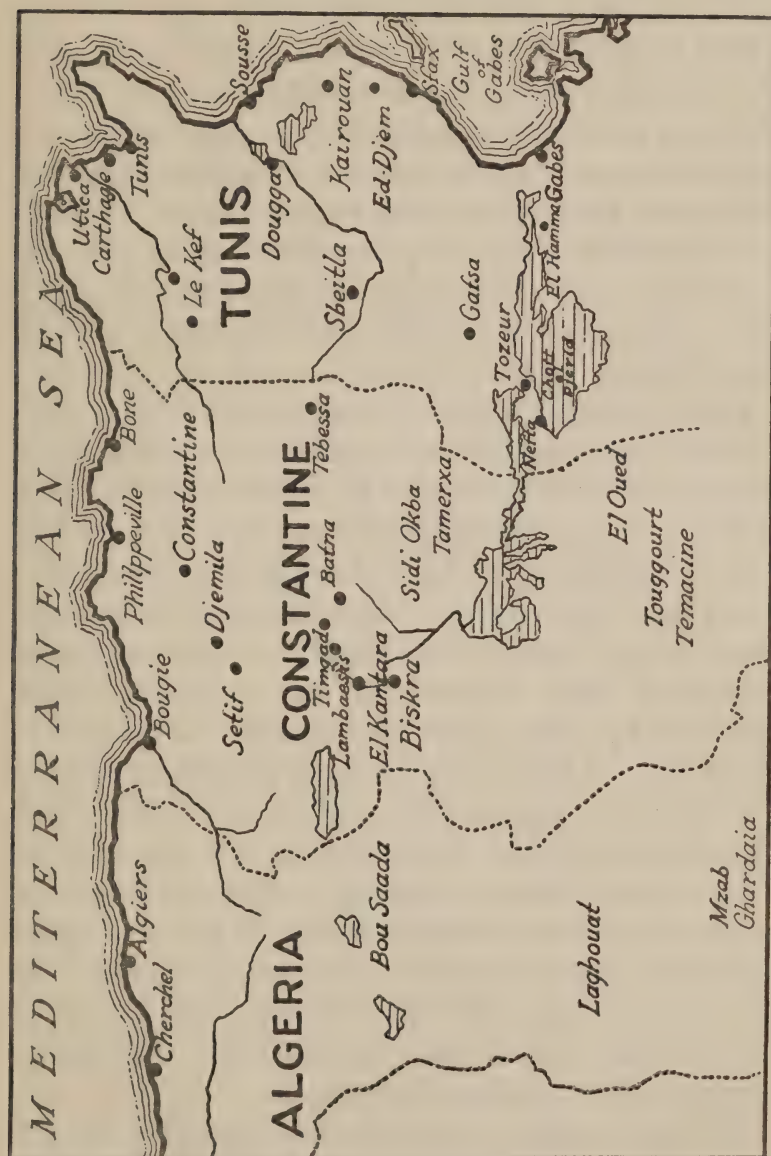 MEDITERRANEAN SEA
Cherchel
Algiers
Bougie
Philppeville
Bone
Utica
Carthage
Tunis
Sousse
Setif
Djemila
Constantine
Le Kef
TUNIS
Dougga
Kairouan
Ed-Djem
Sfax
Gulf
of
Gabes
ALGERIA
CONSTANTINE
Timgad
Lambaesis
Batna
Tebessa
Sbeitla
Bou Saada
El Kantara
Biskra
Sidi Okba
Tamerxa
Gafsa
Tozeur
Nefta
Chott
Djerid
El Hamma
Gabes
Laghouat
El Oued
Touggourt
Temacine
Mzab
Ghardaia